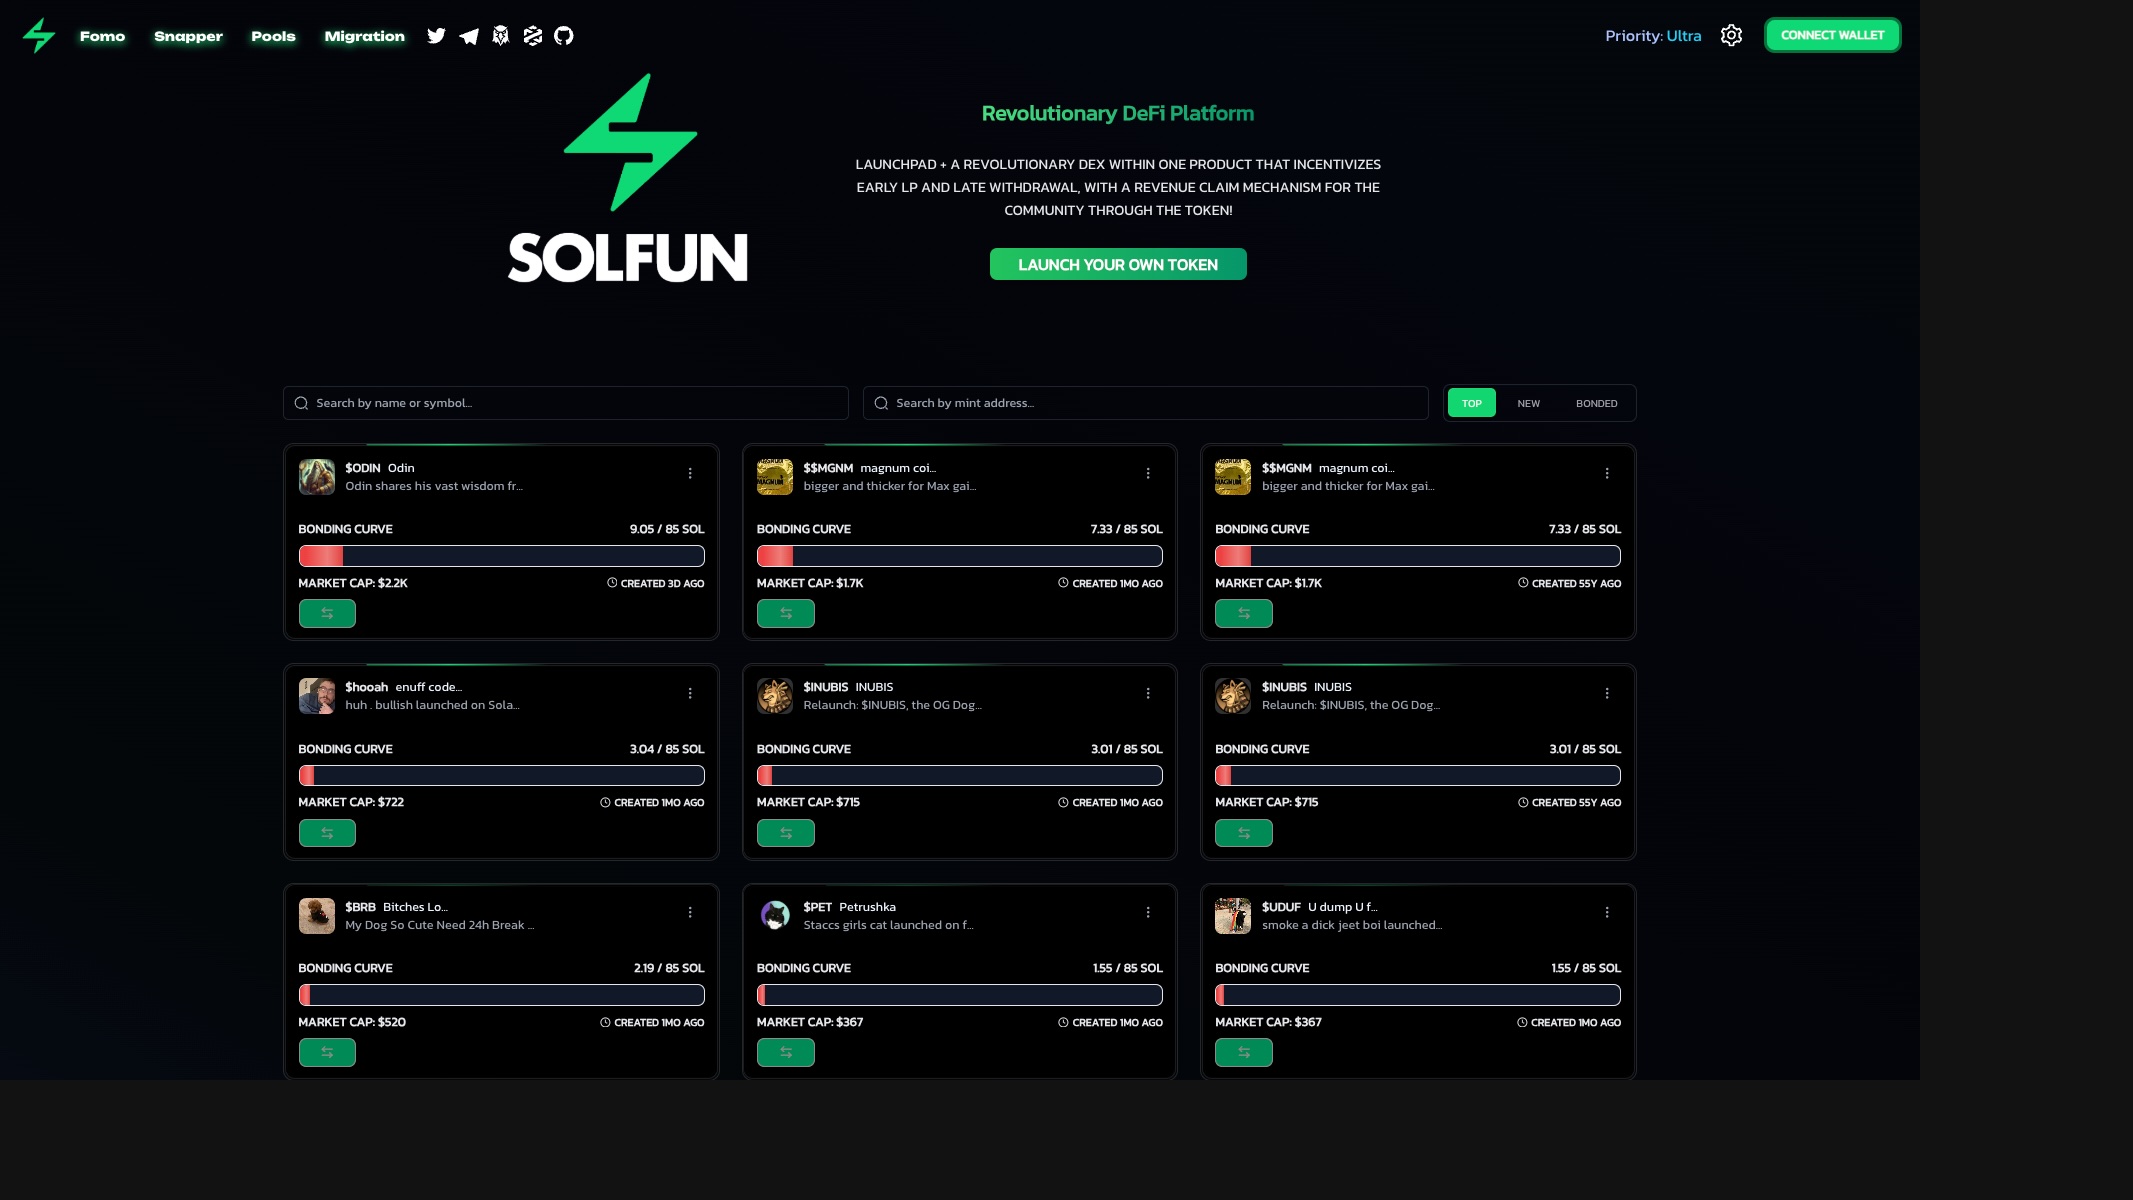 Fomo Snapper Pools Migration Priority: Ultra CONNECT WALLET
SOLFUN
Revolutionary DeFi Platform
LAUNCHPAD + A REVOLUTIONARY DEX WITHIN ONE PRODUCT THAT INCENTIVIZES
EARLY LP AND LATE WITHDRAWAL, WITH A REVENUE CLAIM MECHANISM FOR THE
COMMUNITY THROUGH THE TOKEN!
LAUNCH YOUR OWN TOKEN
Search by name or symbol... Search by mint address... TOP NEW BONDED
$ODIN Odin
Odin shares his vast wisdom fr...
BONDING CURVE 9.05 / 85 SOL
MARKET CAP: $2.2K CREATED 3D AGO
$$MGNM magnum coi...
bigger and thicker for Max gai...
BONDING CURVE 7.33 / 85 SOL
MARKET CAP: $1.7K CREATED 1MO AGO
$$MGNM magnum coi...
bigger and thicker for Max gai...
BONDING CURVE 7.33 / 85 SOL
MARKET CAP: $1.7K CREATED 55Y AGO
$hooah enuff code...
huh . bullish launched on Sola...
BONDING CURVE 3.04 / 85 SOL
MARKET CAP: $722 CREATED 1MO AGO
$INUBIS INUBIS
Relaunch: $INUBIS, the OG Dog...
BONDING CURVE 3.01 / 85 SOL
MARKET CAP: $715 CREATED 1MO AGO
$INUBIS INUBIS
Relaunch: $INUBIS, the OG Dog...
BONDING CURVE 3.01 / 85 SOL
MARKET CAP: $715 CREATED 55Y AGO
$BRB Bitches Lo...
My Dog So Cute Need 24h Break ...
BONDING CURVE 2.19 / 85 SOL
MARKET CAP: $520 CREATED 1MO AGO
$PET Petrushka
Staccs girls cat launched on f...
BONDING CURVE 1.55 / 85 SOL
MARKET CAP: $367 CREATED 1MO AGO
$UDUF U dump U f...
smoke a dick jeet boi launched...
BONDING CURVE 1.55 / 85 SOL
MARKET CAP: $367 CREATED 1MO AGO